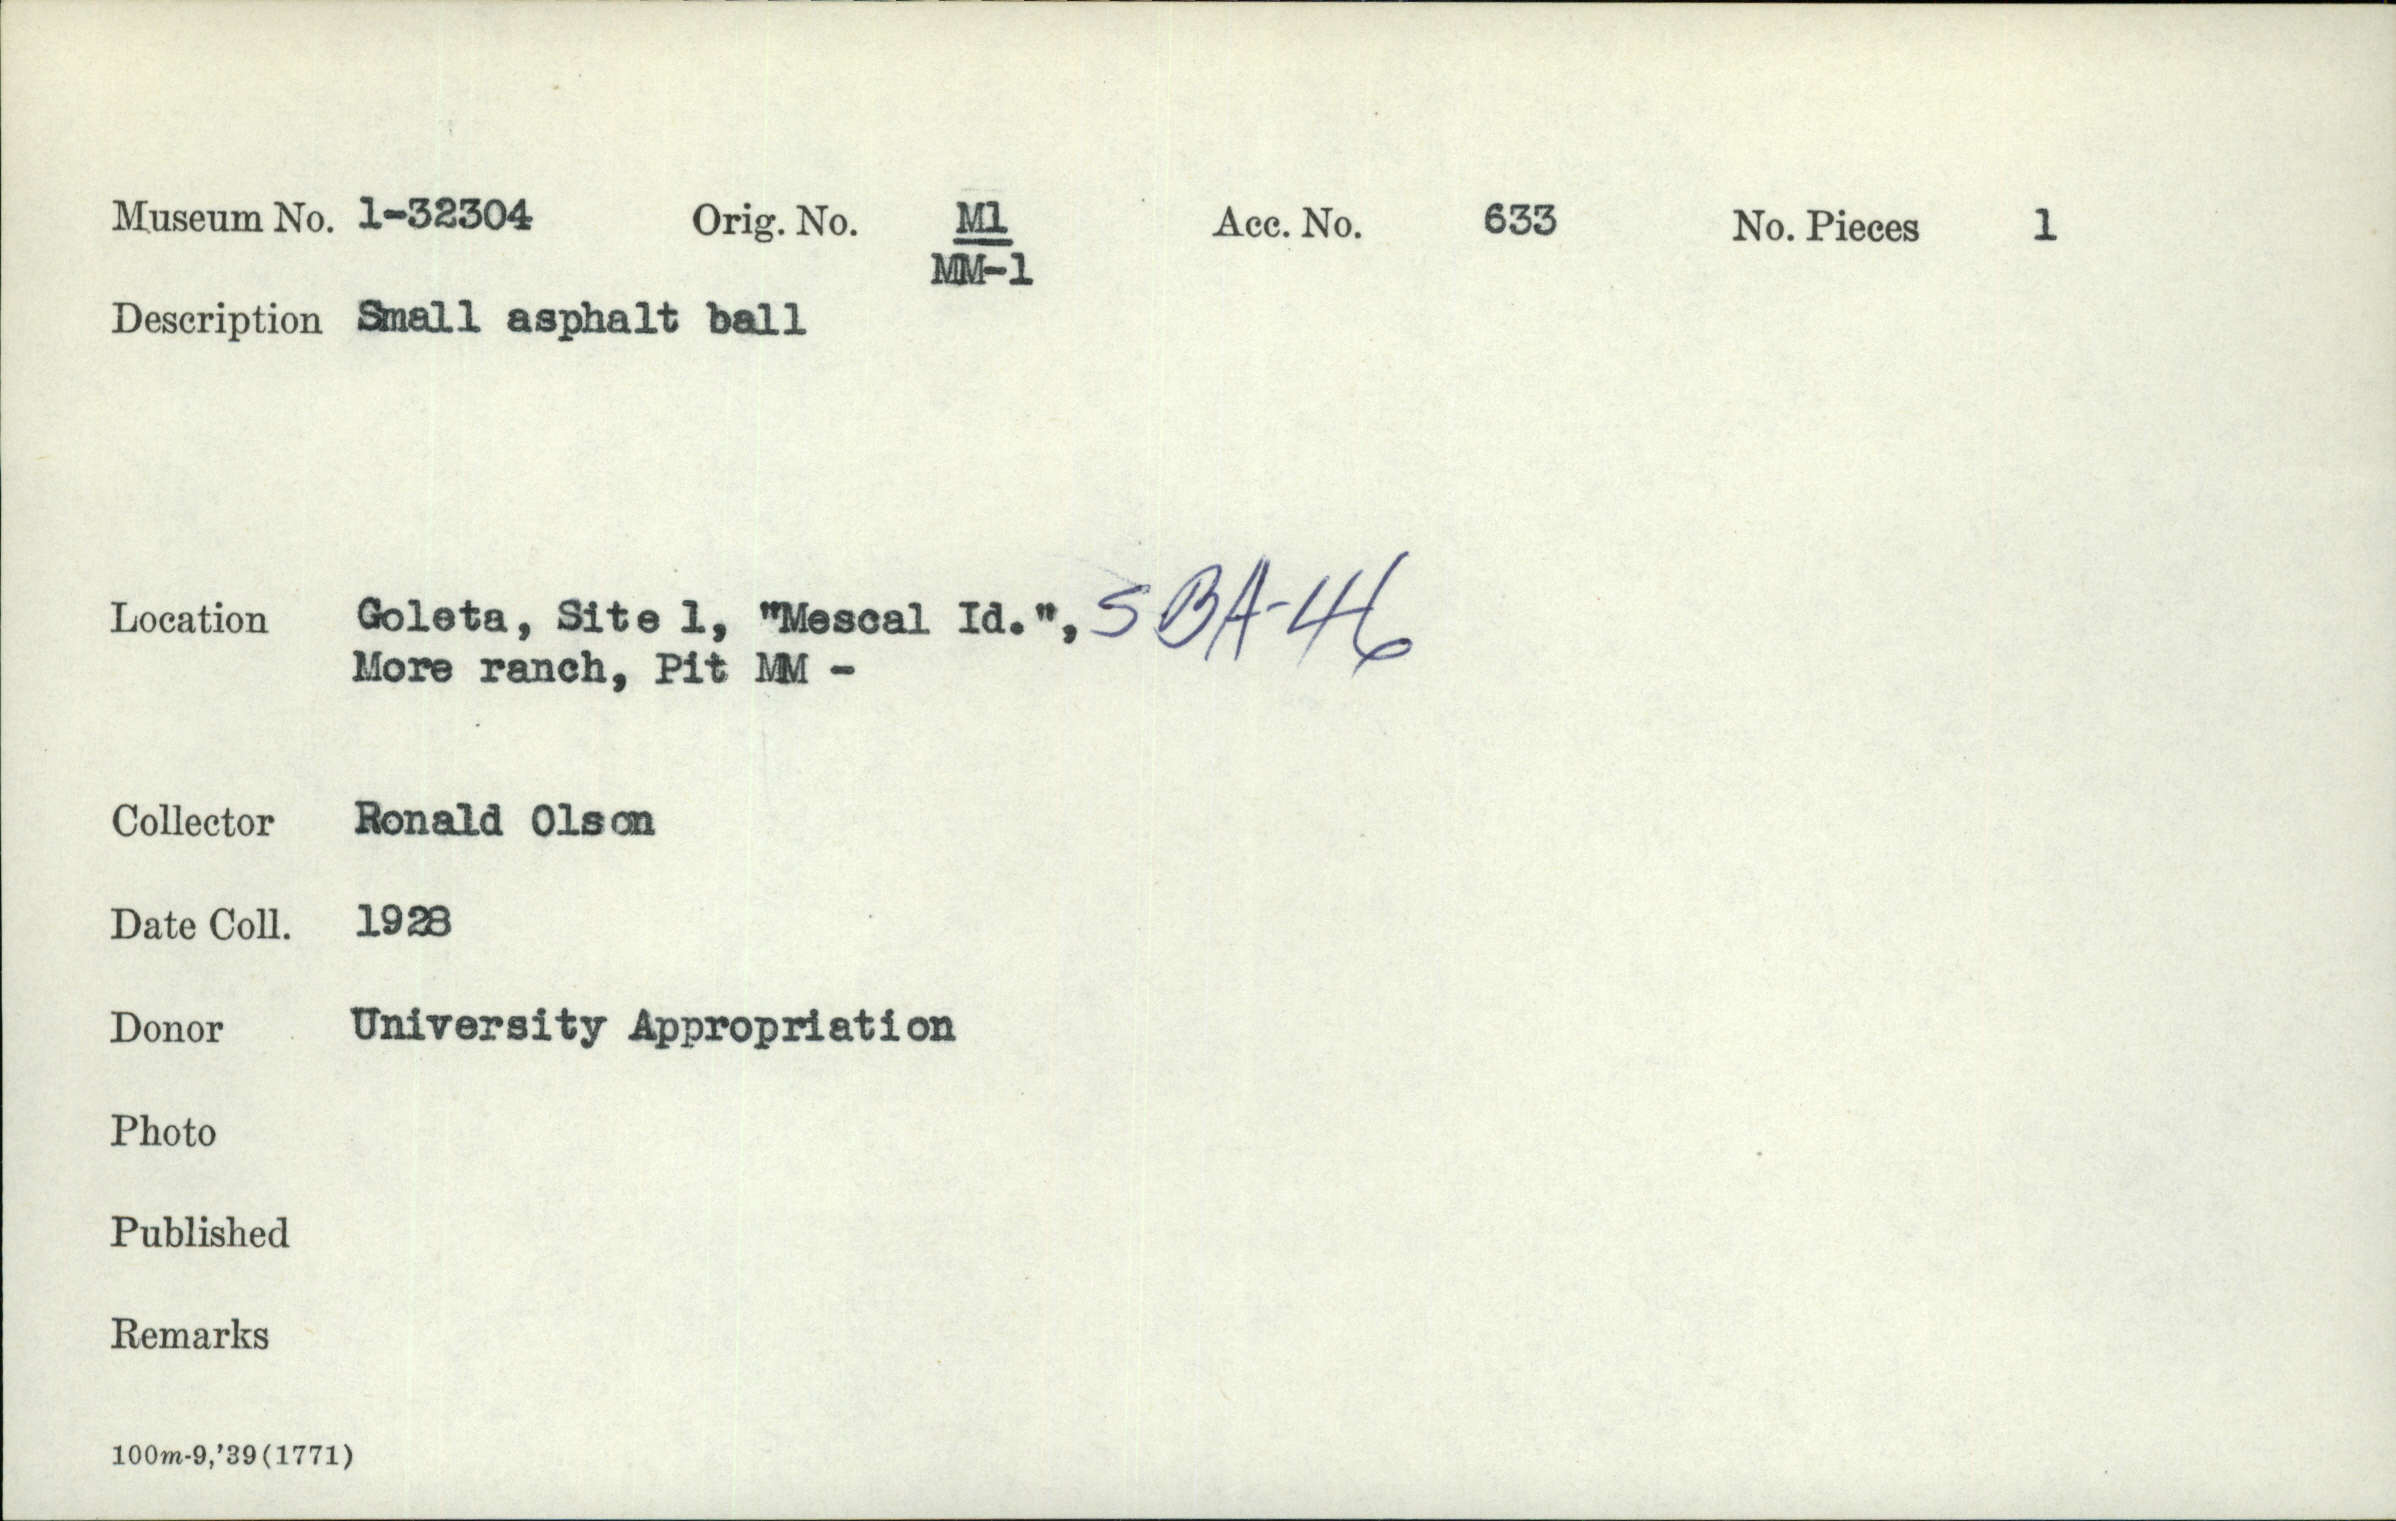 Museum No. 1-32304 Orig. No. M1 Acc. No. 633 No. Pieces 1
MM-1
Description Small asphalt ball
Location Goleta, Site 1, "Mescal Id.", SBA-46
More ranch, Pit MM -
Collector Ronald Olson
Date Coll. 1928
Donor University Appropriation
Photo
Published
Remarks
100m-9,'39(1771)